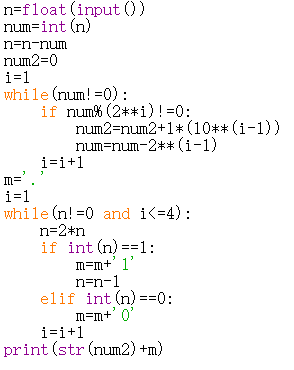 n=float(input())
num=int(n)
n=n-num
num2=0
i=1
while(num!=0):
    if num%(2**i)!=0:
        num2=num2+1*(10**(i-1))
        num=num-2**(i-1)
    i=i+1
m='.'
i=1
while(n!=0 and i<=4):
    n=2*n
    if int(n)==1:
        m=m+'1'
        n=n-1
    elif int(n)==0:
        m=m+'0'
    i=i+1
print(str(num2)+m)